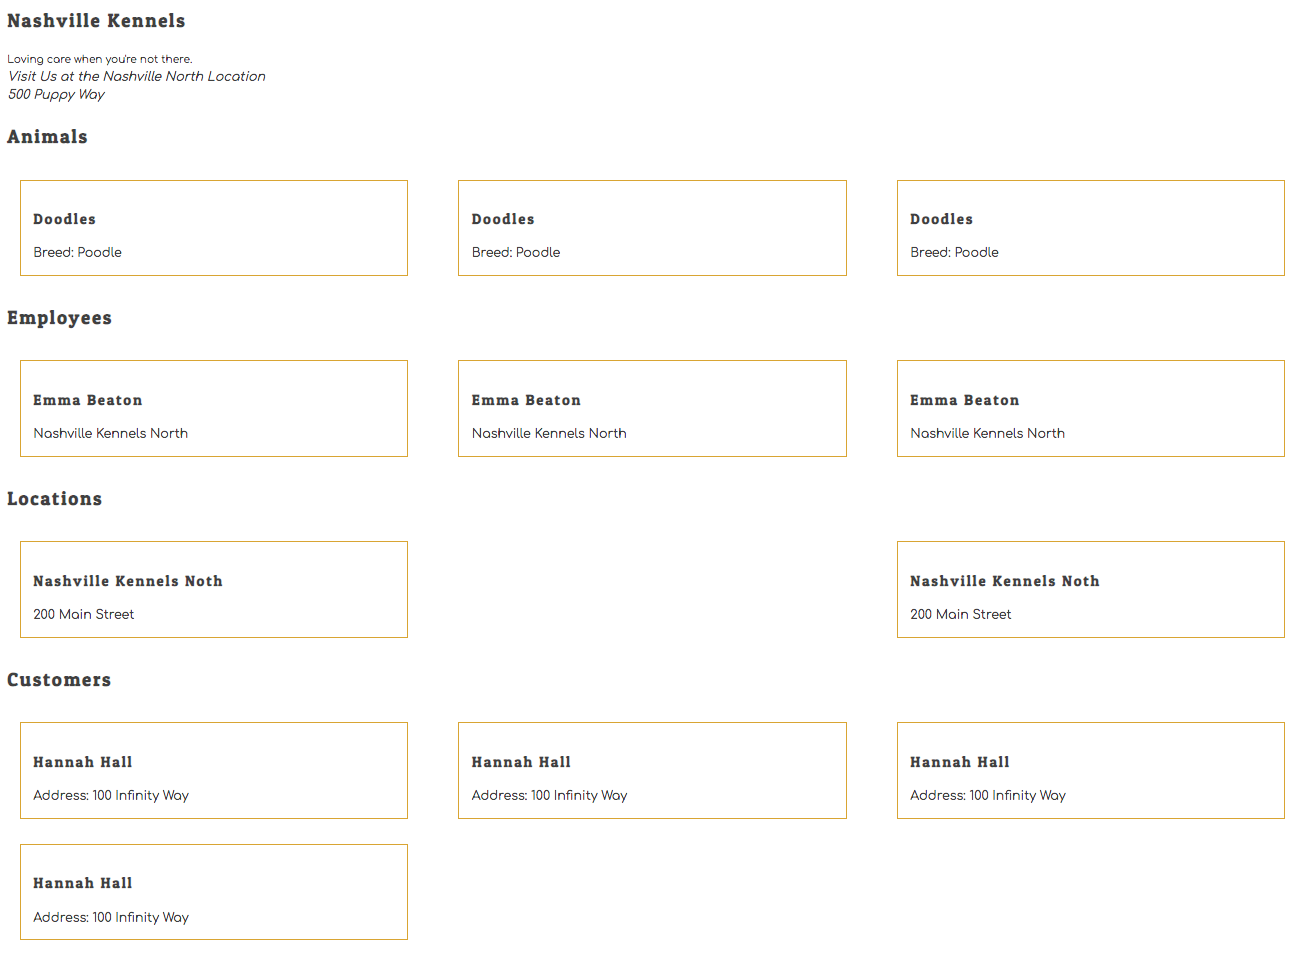 Nashville Kennels
Loving care when you're not there.
Visit Us at the Nashville North Location
500 Puppy Way
Animals
Doodles
Breed: Poodle
Doodles
Breed: Poodle
Doodles
Breed: Poodle
Employees
Emma Beaton
Nashville Kennels North
Emma Beaton
Nashville Kennels North
Emma Beaton
Nashville Kennels North
Locations
Nashville Kennels Noth
200 Main Street
Nashville Kennels Noth
200 Main Street
Customers
Hannah Hall
Address: 100 Infinity Way
Hannah Hall
Address: 100 Infinity Way
Hannah Hall
Address: 100 Infinity Way
Hannah Hall
Address: 100 Infinity Way